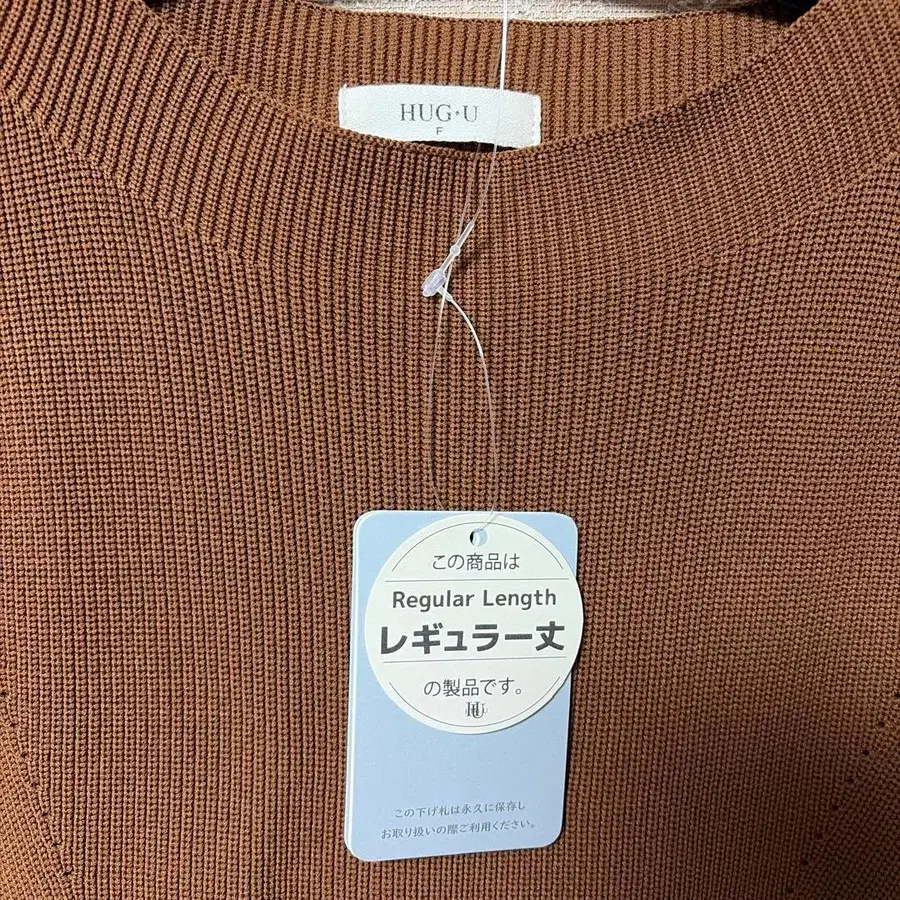 HUG・U
F
この商品は
Regular Length
レギュラー丈
の製品です。
この下げ札は永久に保存し
お取り扱いの際ご利用ください。